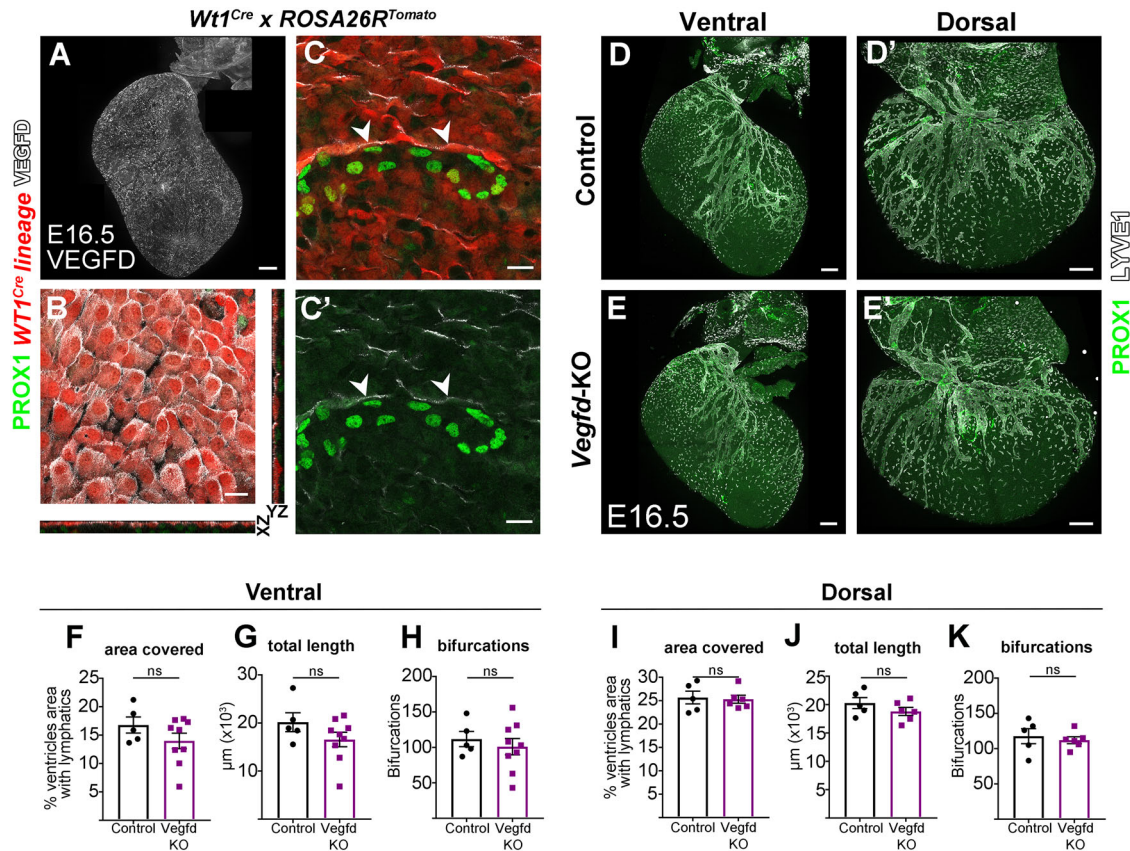 Wt1Cre x ROSA26RTomato
Ventral
Dorsal
PROX1 WT1Cre lineage VEGFD
A
E16.5
VEGFD
B
XZ
YZ
C
C'
Control
Vegfd-KO
D
D'
E
E16.5
E'
PROX1 LYVE1
Ventral
F
area covered
ns
% ventricles area
with lymphatics
25
20
15
10
5
Control
Vegfd
KO
G
total length
ns
µm (x10³)
30
20
10
Control
Vegfd
KO
H
bifurcations
ns
Bifurcations
200
150
100
50
Control
Vegfd
KO
Dorsal
I
area covered
ns
% ventricles area
with lymphatics
30
25
20
15
10
5
Control
Vegfd
KO
J
total length
ns
µm (x10³)
30
20
10
Control
Vegfd
KO
K
bifurcations
ns
Bifurcations
200
150
100
50
Control
Vegfd
KO